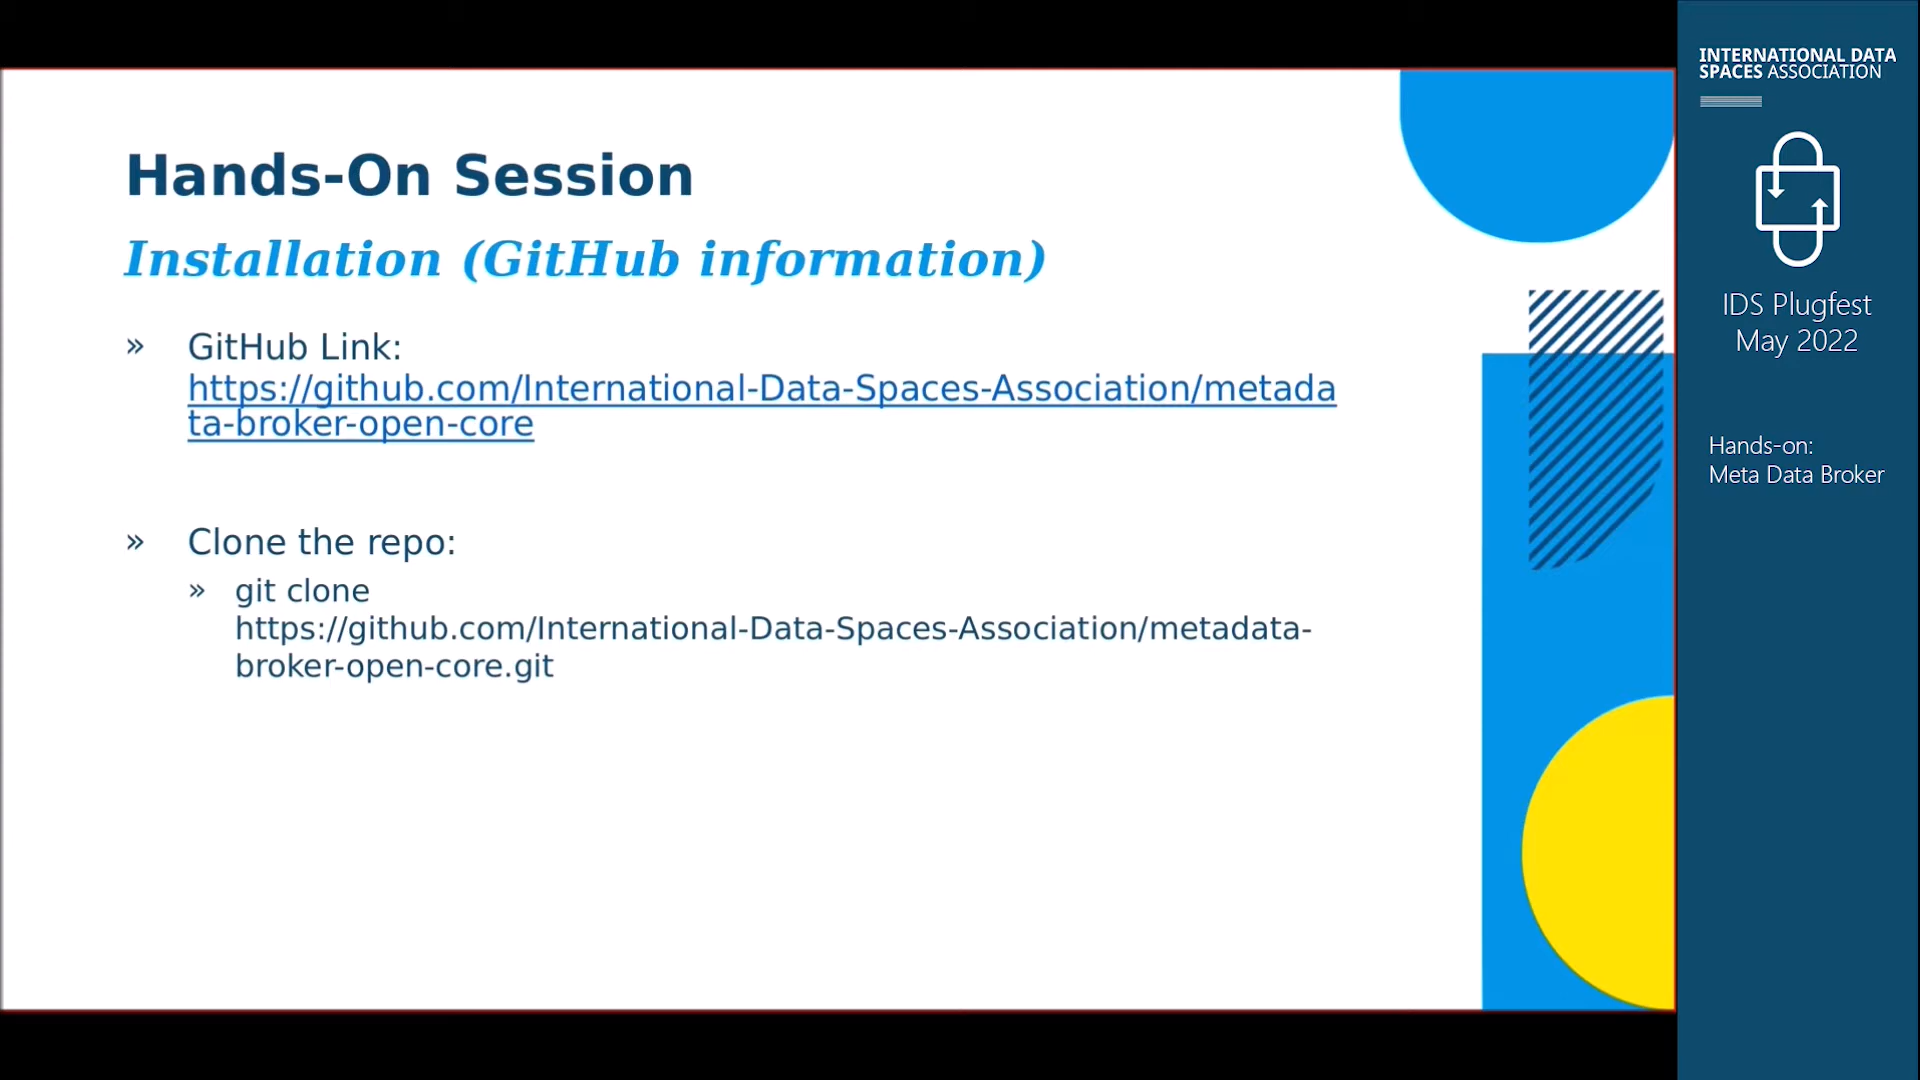 Hands-On Session
Installation (GitHub information)
» GitHub Link:
https://github.com/International-Data-Spaces-Association/metada
ta-broker-open-core
» Clone the repo:
» git clone
https://github.com/International-Data-Spaces-Association/metadata-
broker-open-core.git
INTERNATIONAL DATA
SPACES ASSOCIATION
IDS Plugfest
May 2022
Hands-on:
Meta Data Broker